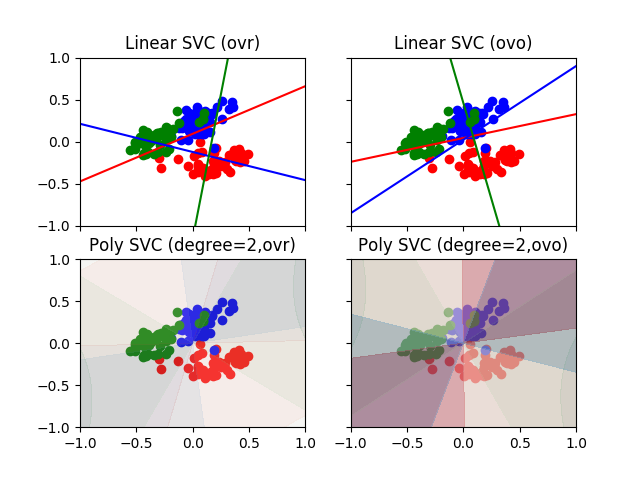 Linear SVC (ovr)
Linear SVC (ovo)
1.0
0.5
0.0
−0.5
−1.0
Poly SVC (degree=2,ovr)
Poly SVC (degree=2,ovo)
1.0
0.5
0.0
−0.5
−1.0
−1.0 −0.5 0.0 0.5 1.0
−1.0 −0.5 0.0 0.5 1.0